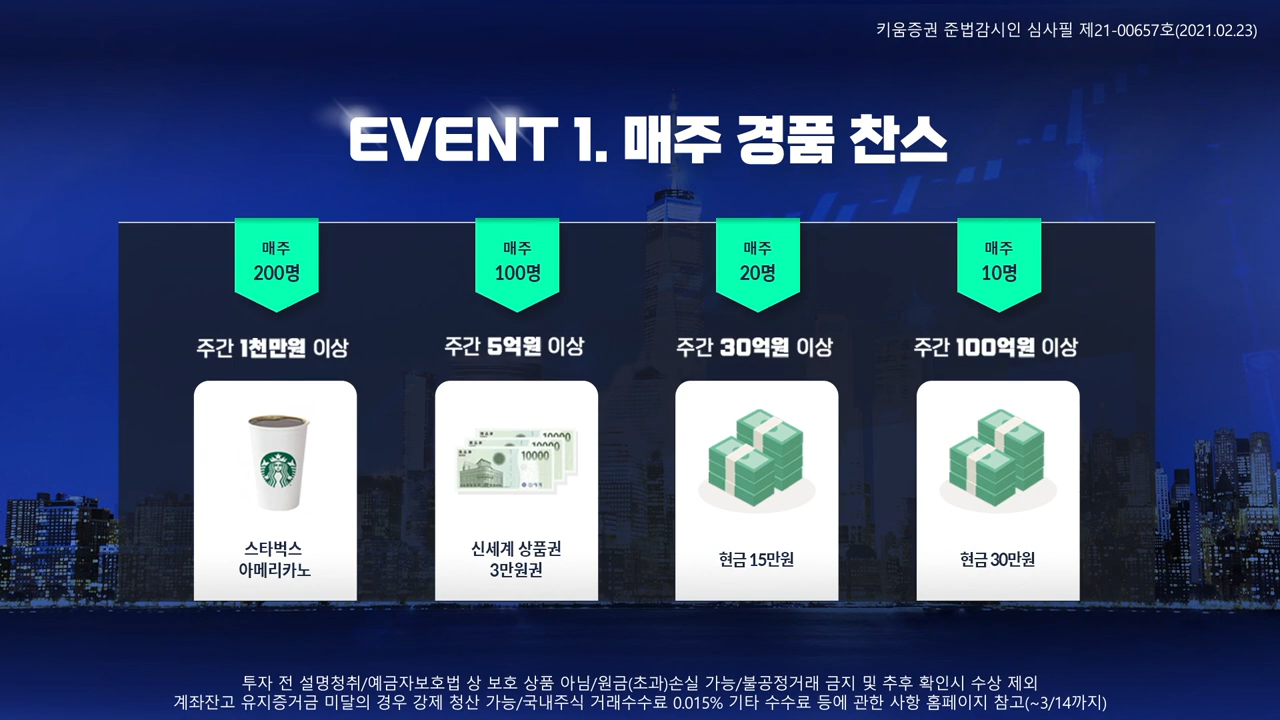 키움증권 준법감시인 심사필 제21-00657호(2021.02.23)
EVENT 1. 매주 경품 찬스
매주
200명
매주
100명
매주
20명
매주
10명
주간 1천만원 이상
주간 5억원 이상
주간 30억원 이상
주간 100억원 이상
10000
10000
10000
스타벅스
아메리카노
신세계 상품권
3만원권
현금 15만원
현금 30만원
투자 전 설명청취/예금자보호법 상 보호 상품 아님/원금(초과)손실 가능/불공정거래 금지 및 추후 확인시 수상 제외
계좌잔고 유지증거금 미달의 경우 강제 청산 가능/국내주식 거래수수료 0.015% 기타 수수료 등에 관한 사항 홈페이지 참고(~3/14까지)